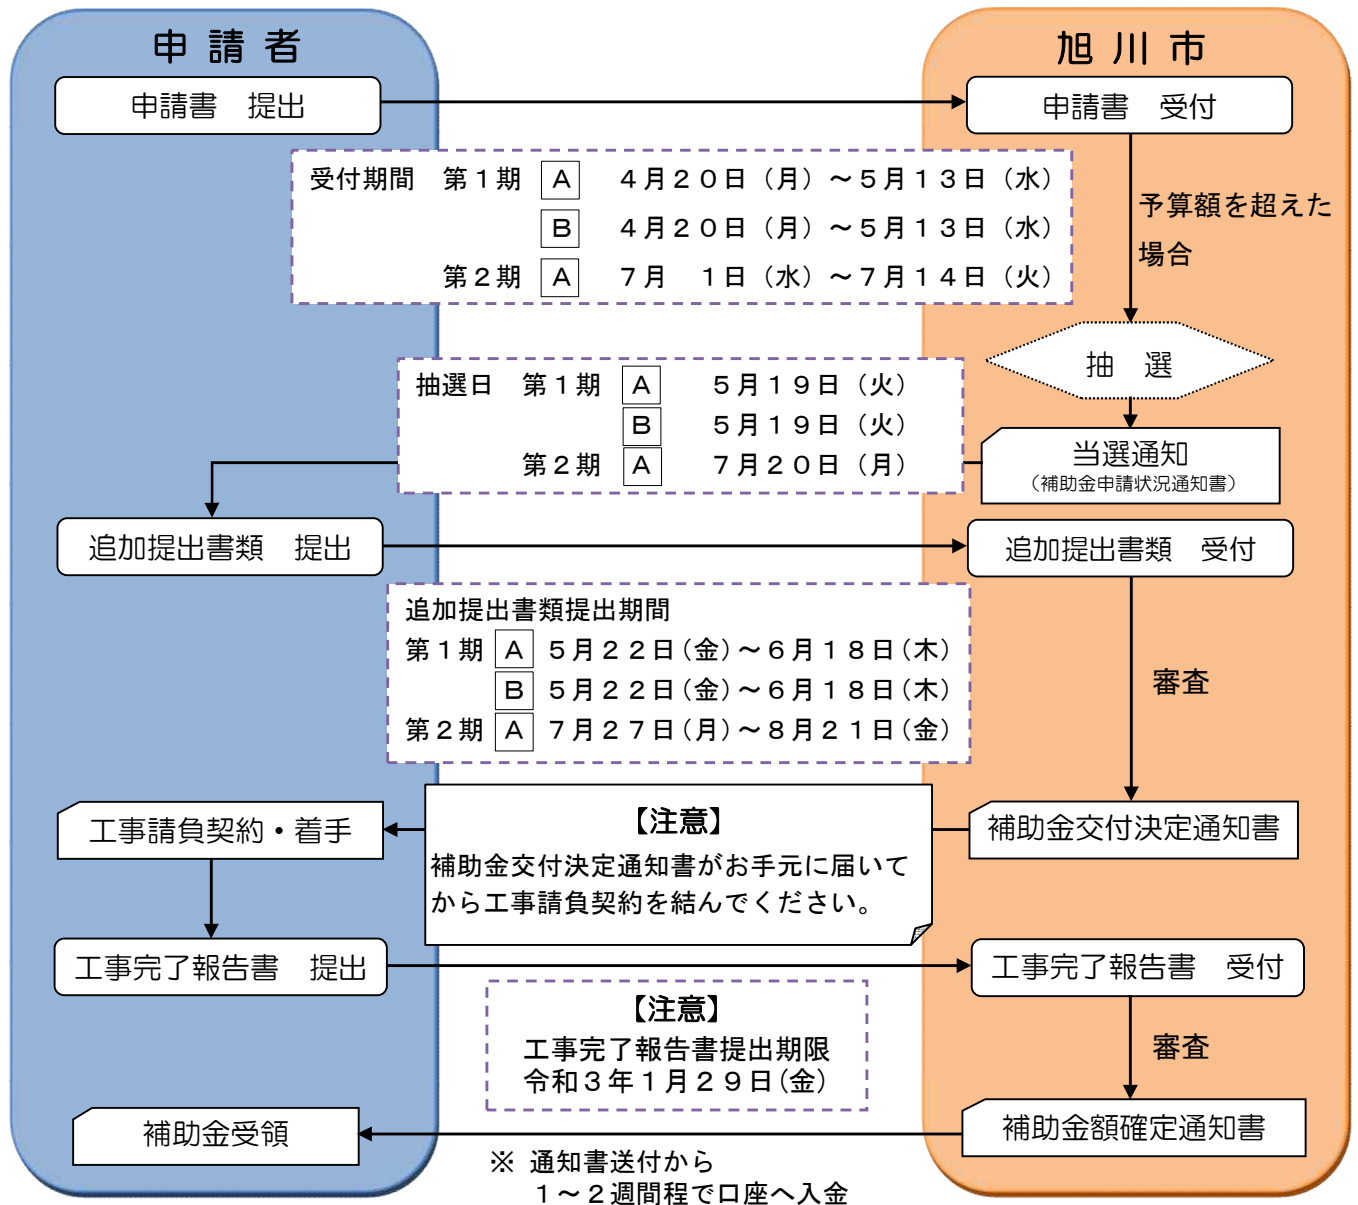 申請者
旭川市
申請書　提出
申請書　受付
受付期間　第１期　A　４月２０日（月）～５月１３日（水）
B　４月２０日（月）～５月１３日（水）
第２期　A　７月　１日（水）～７月１４日（火）
予算額を超えた
場合
抽　選
抽選日　第１期　A　５月１９日（火）
B　５月１９日（火）
第２期　A　７月２０日（月）
当選通知
（補助金申請状況通知書）
追加提出書類　提出
追加提出書類　受付
追加提出書類提出期間
第１期　A　５月２２日(金)～６月１８日(木)
B　５月２２日(金)～６月１８日(木)
第２期　A　７月２７日(月)～８月２１日(金)
審査
工事請負契約・着手
【注意】
補助金交付決定通知書がお手元に届いて
から工事請負契約を結んでください。
補助金交付決定通知書
工事完了報告書　提出
工事完了報告書　受付
【注意】
工事完了報告書提出期限
令和３年１月２９日(金)
審査
補助金受領
補助金額確定通知書
※ 通知書送付から
１～２週間程で口座へ入金